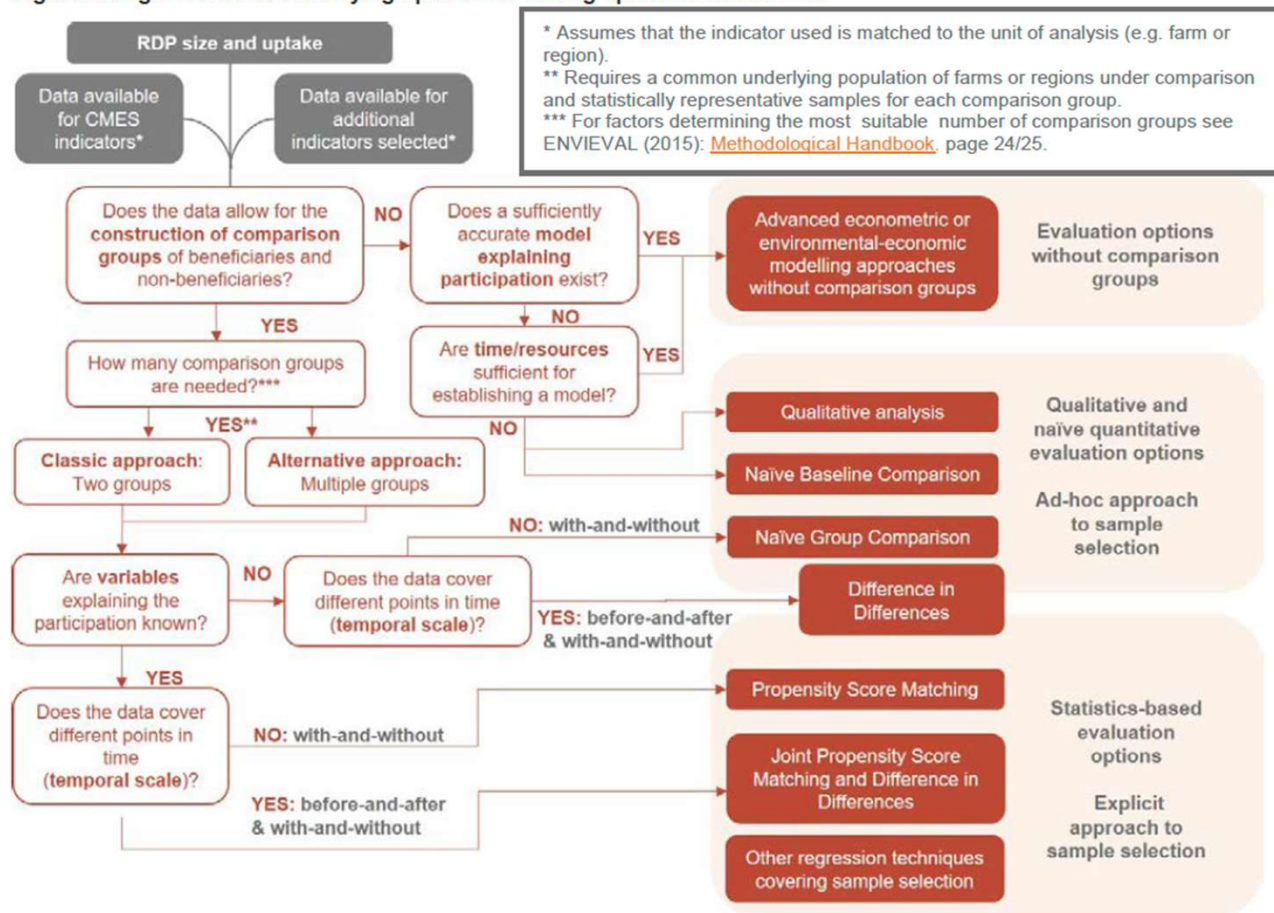 RDP size and uptake
Data available
for CMES
indicators*
Data available for
additional
indicators selected*
* Assumes that the indicator used is matched to the unit of analysis (e.g. farm or
region).
** Requires a common underlying population of farms or regions under comparison
and statistically representative samples for each comparison group.
*** For factors determining the most suitable number of comparison groups see
ENVIEVAL (2015): Methodological Handbook. page 24/25.
Does the data allow for the
construction of comparison
groups of beneficiaries and
non-beneficiaries?
NO
Does a sufficiently
accurate model
explaining
participation exist?
YES
Advanced econometric or
environmental-economic
modelling approaches
without comparison groups
Evaluation options
without comparison
groups
YES
NO
How many comparison groups
are needed?***
Are time/resources
sufficient for
establishing a model?
YES
YES**
NO
Classic approach:
Two groups
Alternative approach:
Multiple groups
Qualitative analysis
Naïve Baseline Comparison
Naïve Group Comparison
Qualitative and
naïve quantitative
evaluation options
Ad-hoc approach
to sample
selection
NO: with-and-without
Are variables
explaining the
participation known?
NO
Does the data cover
different points in time
(temporal scale)?
YES: before-and-after
& with-and-without
Difference in
Differences
YES
Does the data cover
different points in
time
(temporal scale)?
NO: with-and-without
YES: before-and-after
& with-and-without
Propensity Score Matching
Joint Propensity Score
Matching and Difference in
Differences
Other regression techniques
covering sample selection
Statistics-based
evaluation
options
Explicit
approach to
sample selection